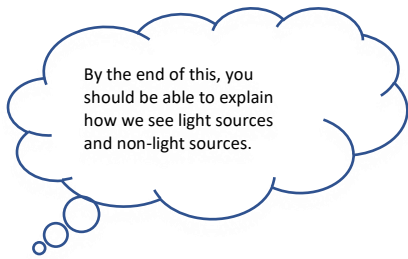 By the end of this, you
should be able to explain
how we see light sources
and non-light sources.